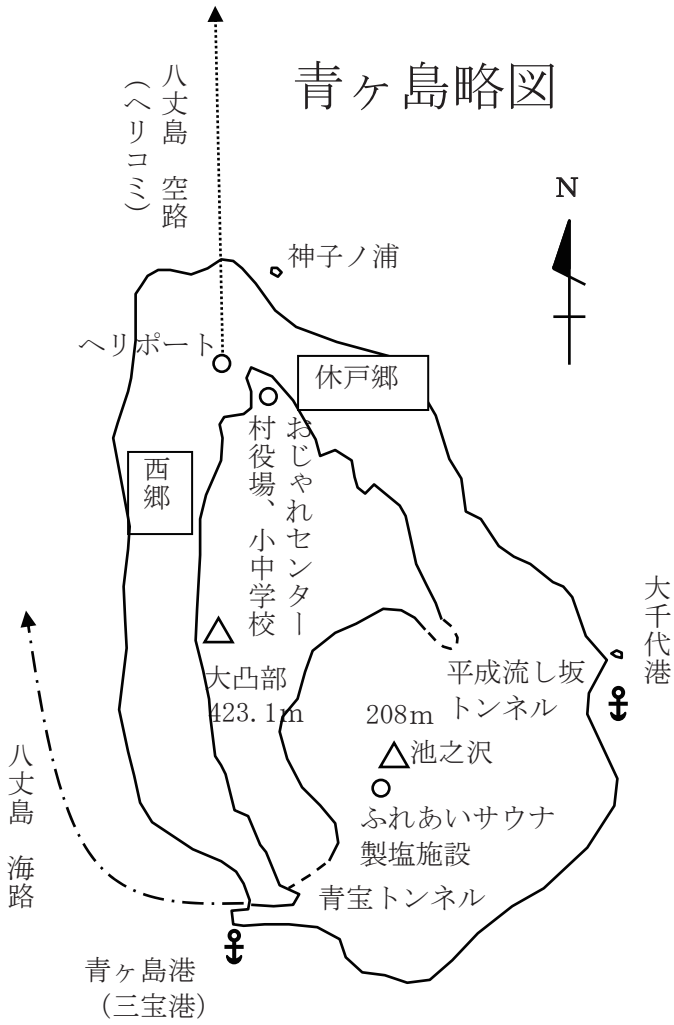 青ヶ島略図
八丈島　空路
（ヘリコミ）
N
神子ノ浦
ヘリポート
休戸郷
おじゃれセンター
村役場、小中学校
西郷
大千代港
平成流し坂
トンネル
大凸部
423.1m
208m
池之沢
ふれあいサウナ
製塩施設
八丈島　海路
青宝トンネル
青ヶ島港
（三宝港）